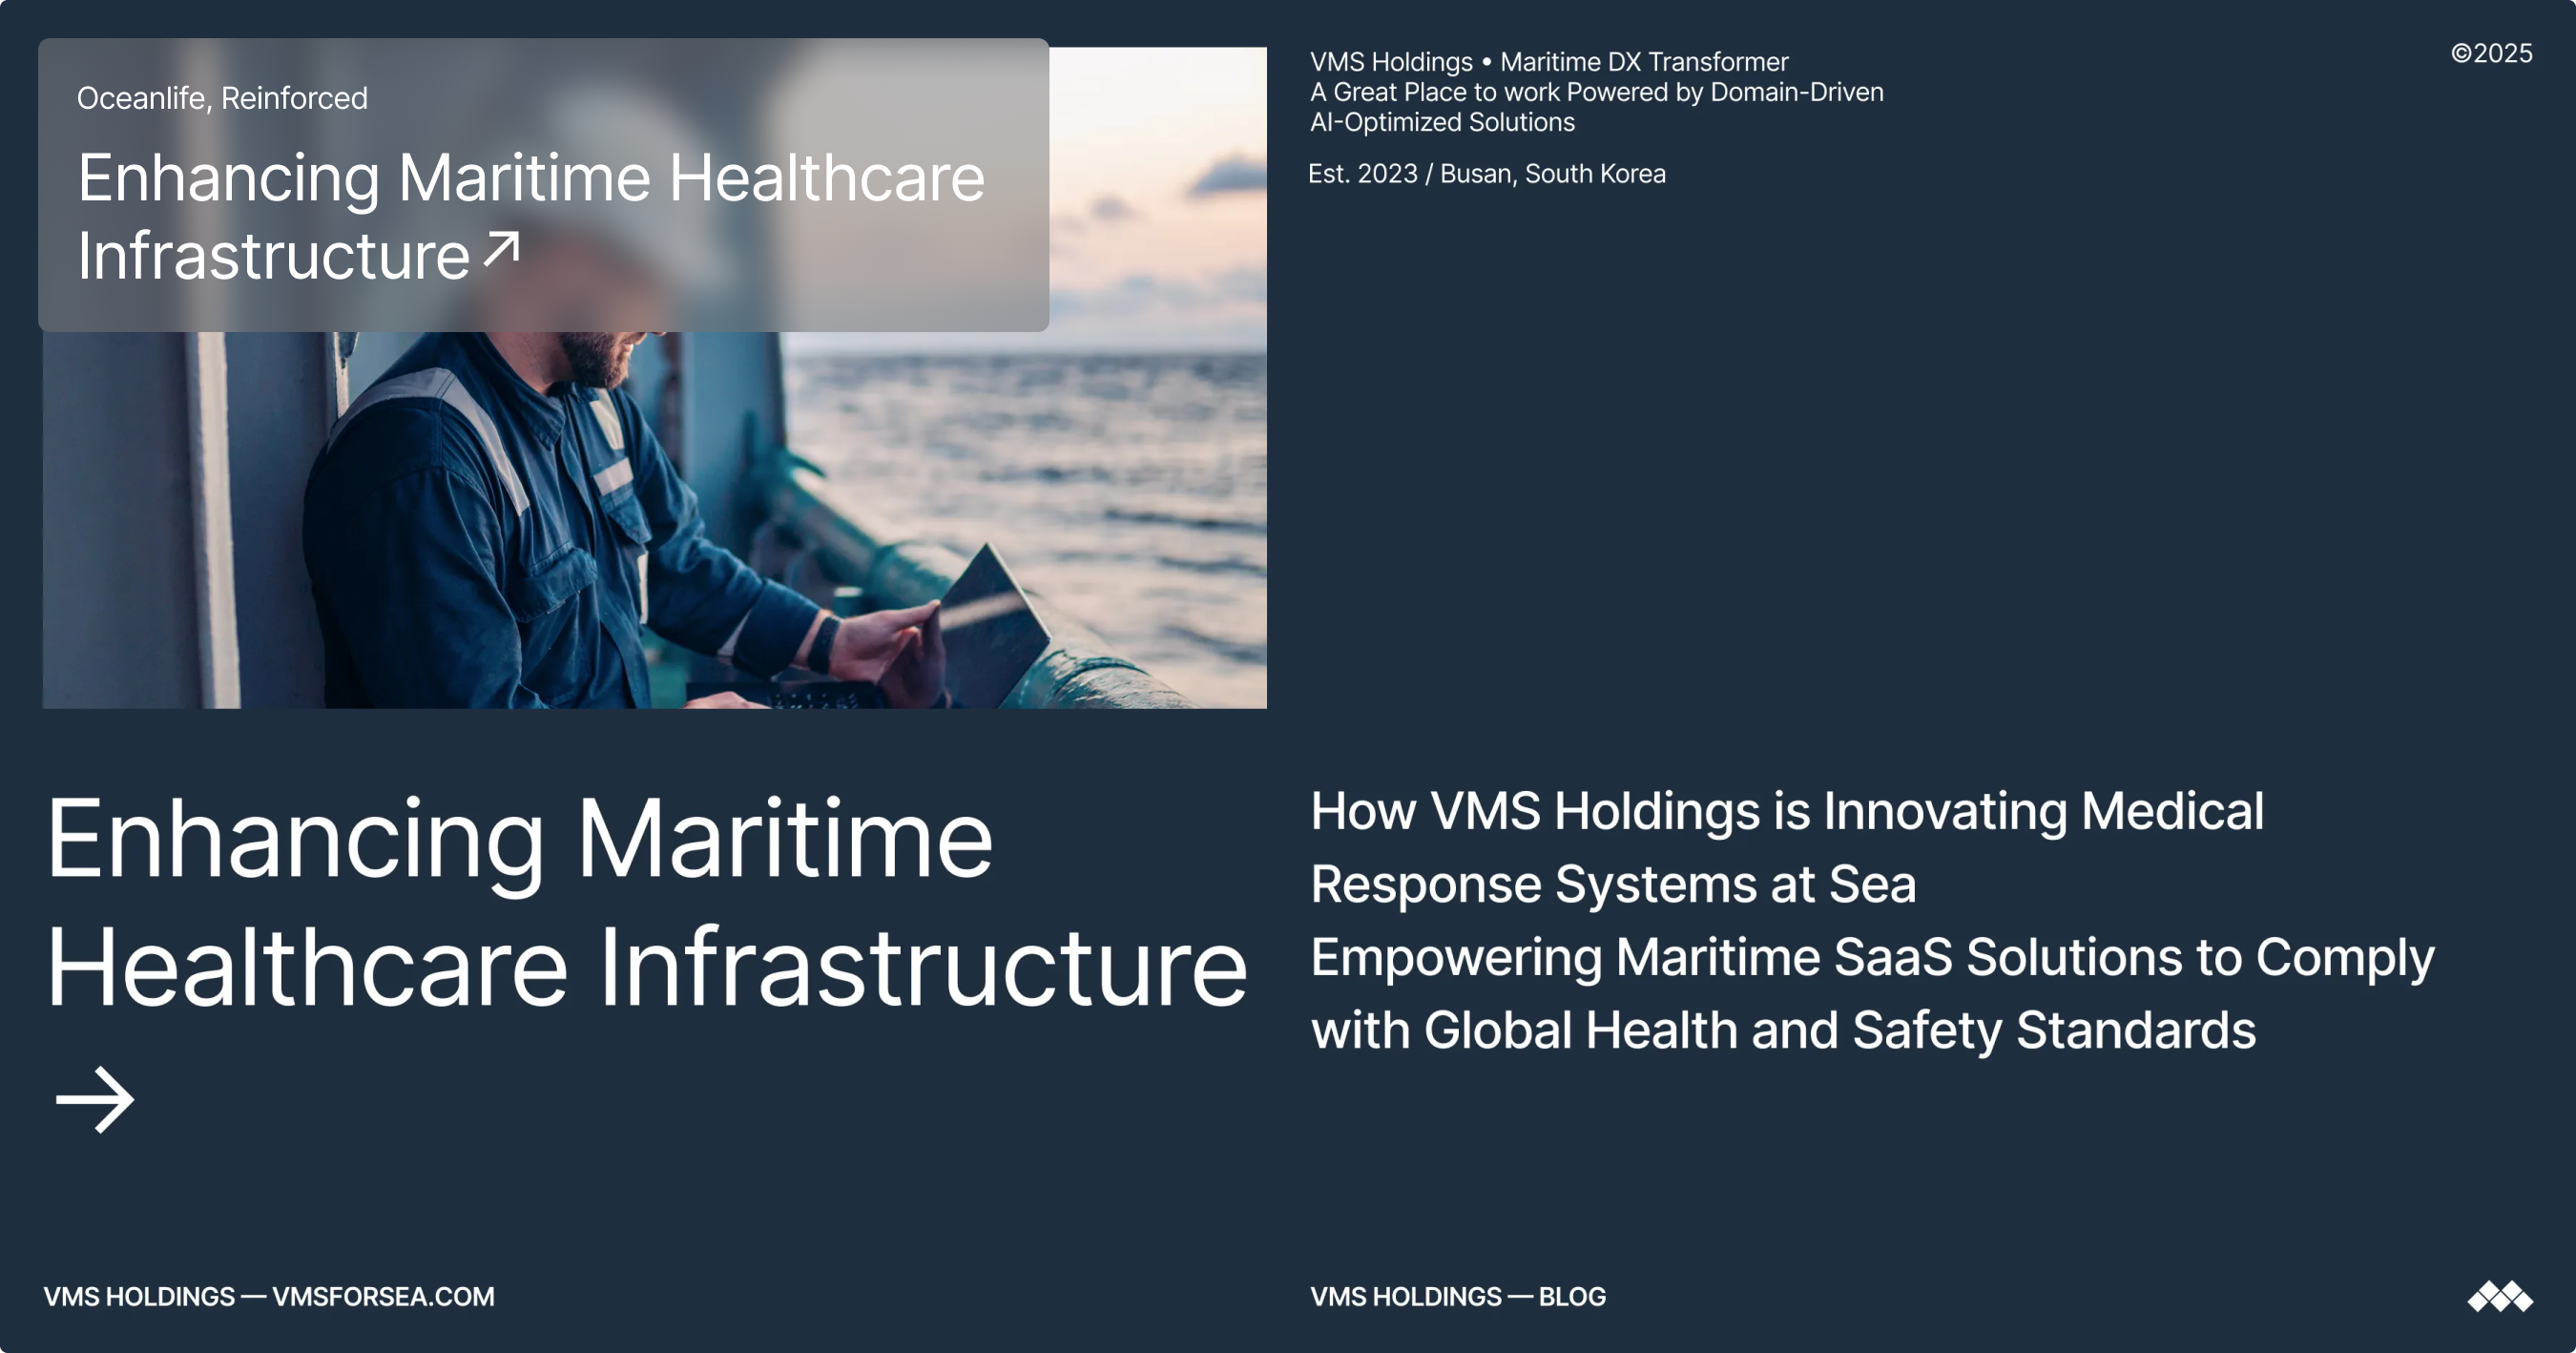 Oceanlife, Reinforced
Enhancing Maritime Healthcare
Infrastructure↗
VMS Holdings • Maritime DX Transformer
A Great Place to work Powered by Domain-Driven
AI-Optimized Solutions
Est. 2023 / Busan, South Korea
©2025
Enhancing Maritime
Healthcare Infrastructure
→
How VMS Holdings is Innovating Medical
Response Systems at Sea
Empowering Maritime SaaS Solutions to Comply
with Global Health and Safety Standards
VMS HOLDINGS — VMSFORSEA.COM
VMS HOLDINGS — BLOG